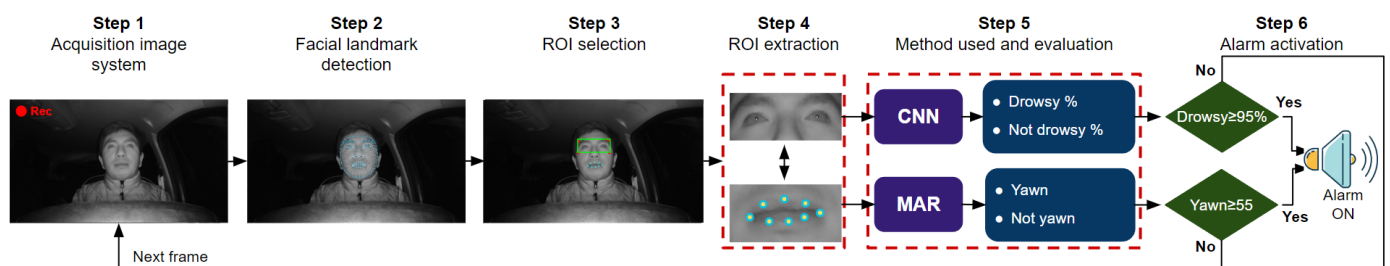 Step 1
Acquisition image
system
Step 2
Facial landmark
detection
Step 3
ROI selection
Step 4
ROI extraction
Step 5
Method used and evaluation
Step 6
Alarm activation
Rec
CNN
● Drowsy %
● Not drowsy %
MAR
● Yawn
● Not yawn
No
Drowsy≥95%
Yes
Yawn≥55
Yes
No
Alarm
ON
Next frame